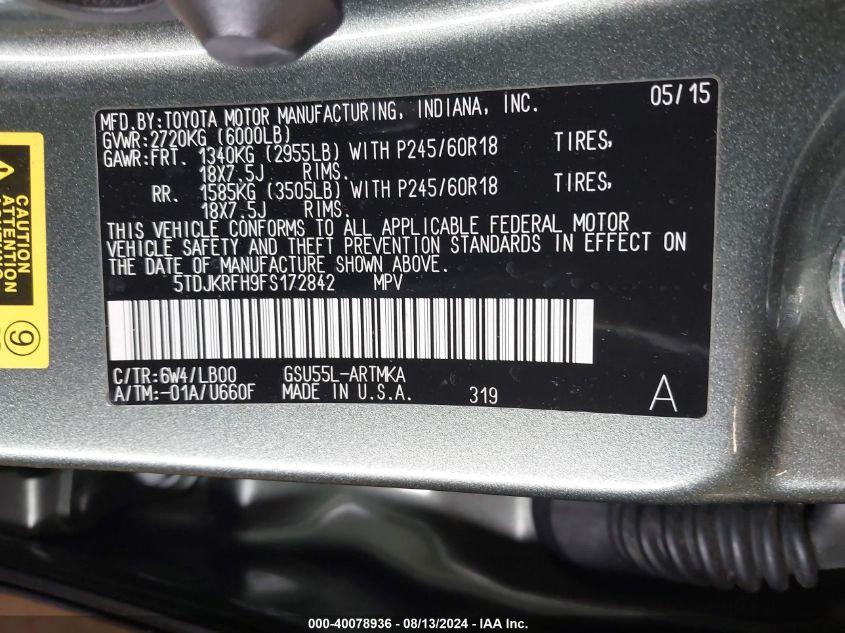 MFD.BY:TOYOTA MOTOR MANUFACTURING, INDIANA, INC. 05/15
GVWR:2720KG (6000LB)
GAWR:FRT. 1340KG (2955LB) WITH P245/60R18 TIRES,
18X7.5J RIMS.
RR. 1585KG (3505LB) WITH P245/60R18 TIRES,
18X7.5J RIMS.
THIS VEHICLE CONFORMS TO ALL APPLICABLE FEDERAL MOTOR
VEHICLE SAFETY AND THEFT PREVENTION STANDARDS IN EFFECT ON
THE DATE OF MANUFACTURE SHOWN ABOVE.
5TDJKRFH9FS172842 MPV
C/TR:6W4/LB00 GSU55L-ARTMKA
A/TM:-01A/U660F MADE IN U.S.A. 319 A
CAUTION
ATTENTION
9
000-40078936 - 08/13/2024 - IAA Inc.